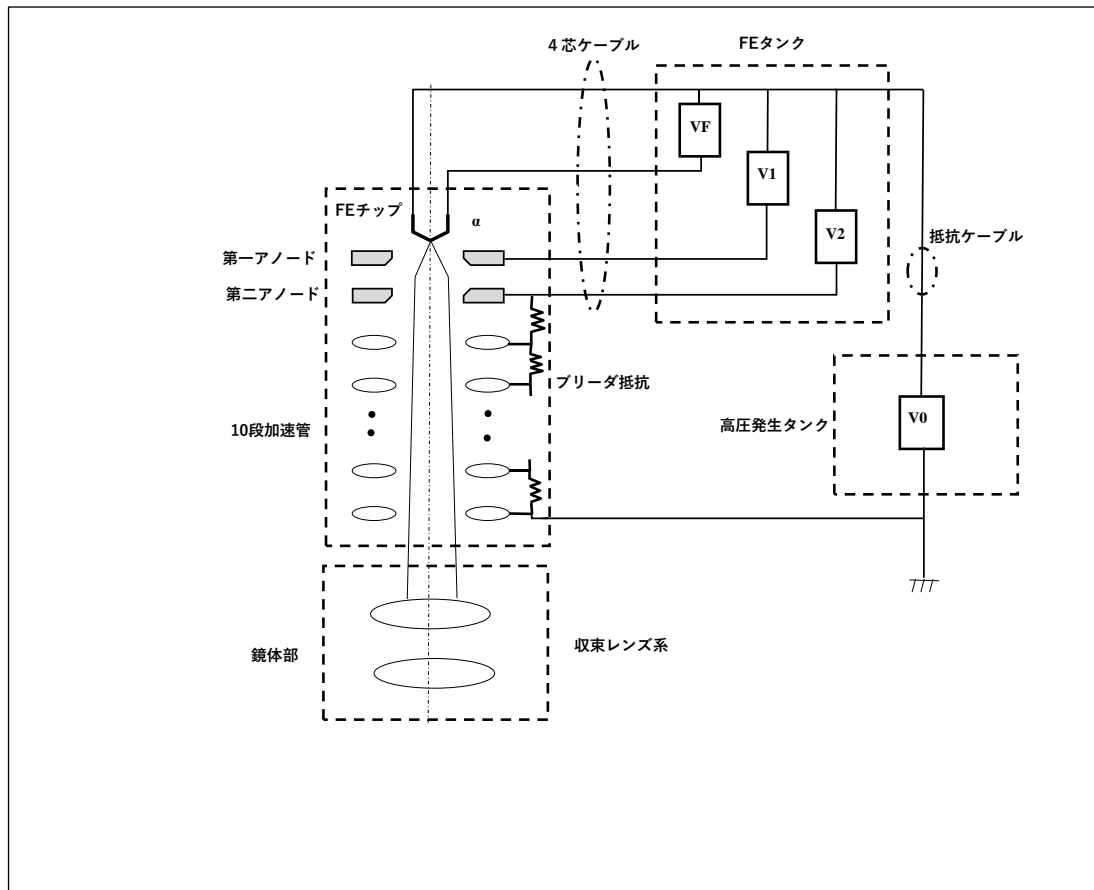 ４芯ケーブル
FEタンク
VF
V1
V2
FEチップ
α
第一アノード
第二アノード
抵抗ケーブル
ブリーダ抵抗
10段加速管
高圧発生タンク
V0
鏡体部
収束レンズ系